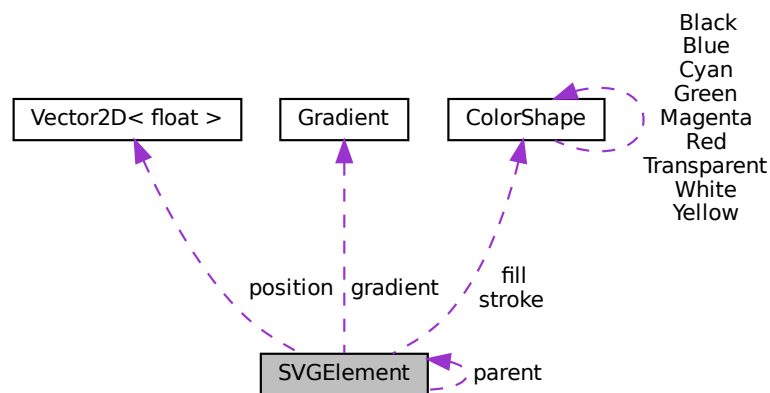 Black
Blue
Cyan
Green
Magenta
Red
Transparent
White
Yellow
Vector2D< float >
Gradient
ColorShape
position
gradient
fill
stroke
SVGElement
parent